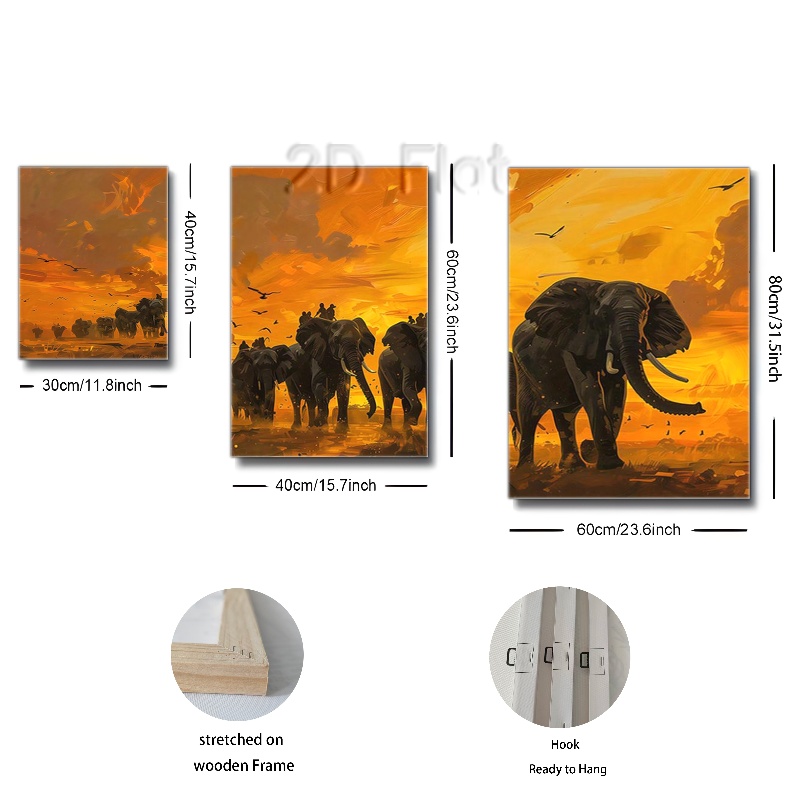 2D Flat
40cm/15.7inch
60cm/23.6inch
80cm/31.5inch
30cm/11.8inch
40cm/15.7inch
60cm/23.6inch
stretched on
wooden Frame
Hook
Ready to Hang